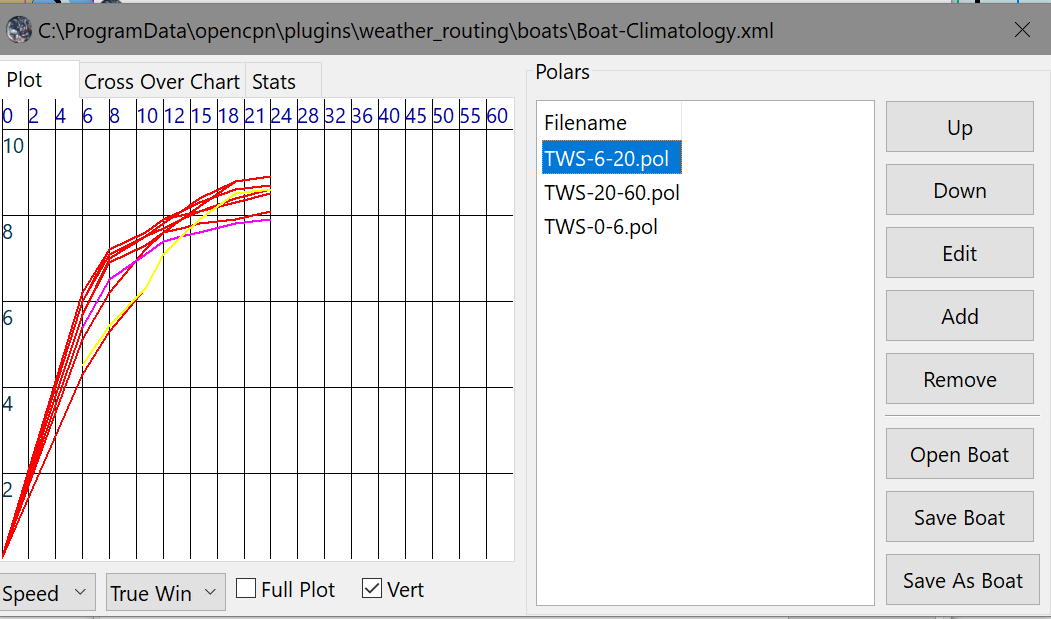 C:\ProgramData\opencpn\plugins\weather_routing\boats\Boat-Climatology.xml
Plot Cross Over Chart Stats
0 2 4 6 8 10 12 15 18 21 24 28 32 36 40 45 50 55 60
10
8
6
4
2
Speed True Win Full Plot Vert
Polars
Filename
TWS-6-20.pol
TWS-20-60.pol
TWS-0-6.pol
Up
Down
Edit
Add
Remove
Open Boat
Save Boat
Save As Boat